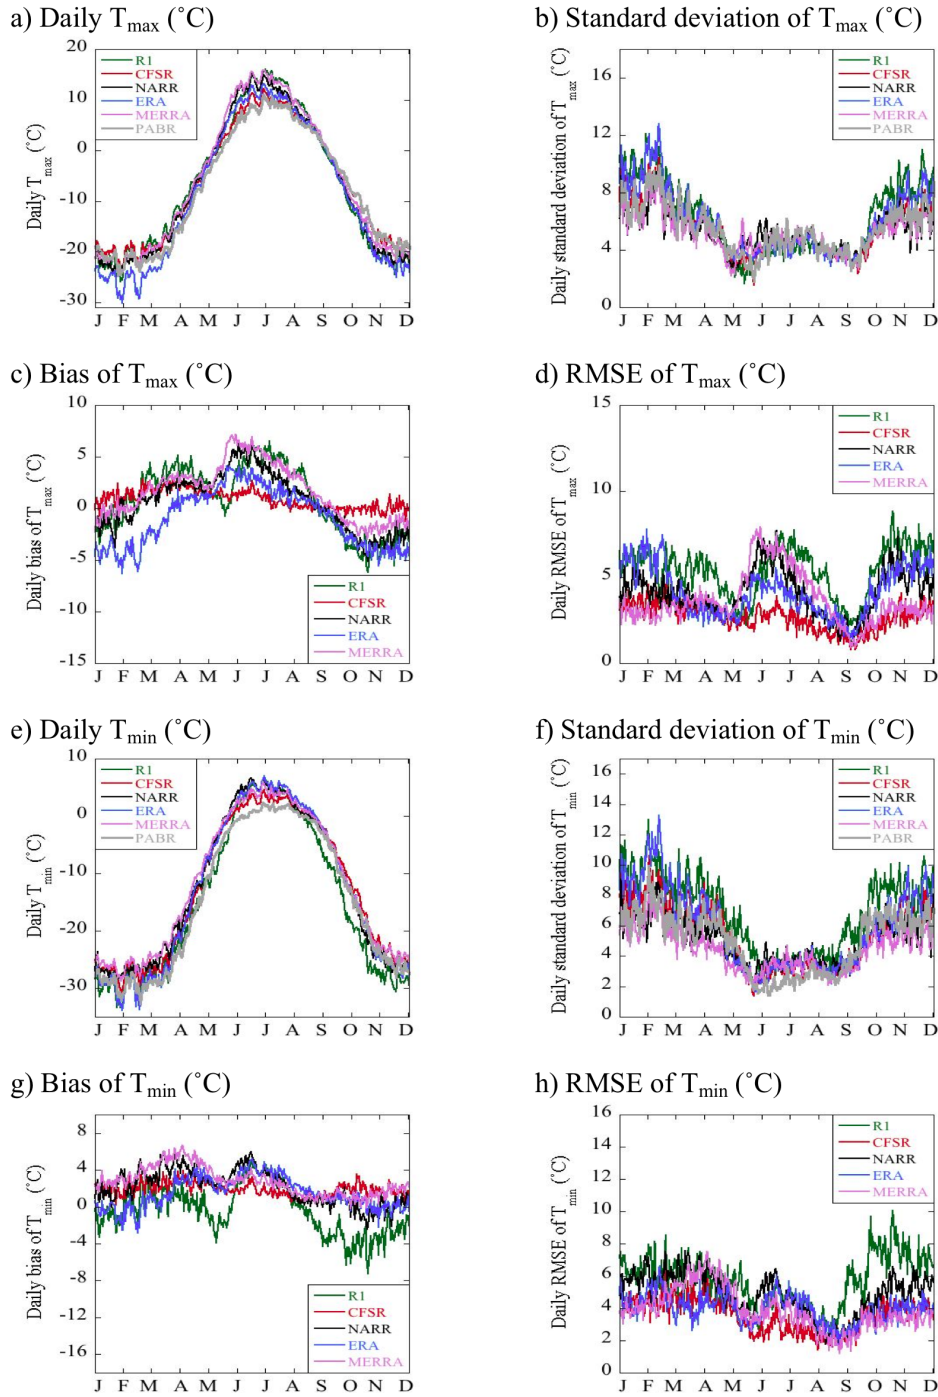 a) Daily Tmax (˚C)
20
10
0
-10
-20
-30
Daily Tmax (˚C)
R1
CFSR
NARR
ERA
MERRA
PABR
J F M A M J J A S O N D
b) Standard deviation of Tmax (˚C)
16
12
8
4
0
Daily standard deviation of Tmax (˚C)
R1
CFSR
NARR
ERA
MERRA
PABR
J F M A M J J A S O N D
c) Bias of Tmax (˚C)
10
5
0
-5
-10
-15
Daily bias of Tmax (˚C)
R1
CFSR
NARR
ERA
MERRA
J F M A M J J A S O N D
d) RMSE of Tmax (˚C)
15
10
5
0
Daily RMSE of Tmax (˚C)
R1
CFSR
NARR
ERA
MERRA
J F M A M J J A S O N D
e) Daily Tmin (˚C)
10
0
-10
-20
-30
Daily Tmin (˚C)
R1
CFSR
NARR
ERA
MERRA
PABR
J F M A M J J A S O N D
f) Standard deviation of Tmin (˚C)
16
14
12
10
8
6
4
2
0
Daily standard deviation of Tmin (˚C)
R1
CFSR
NARR
ERA
MERRA
PABR
J F M A M J J A S O N D
g) Bias of Tmin (˚C)
8
4
0
-4
-8
-12
-16
Daily bias of Tmin (˚C)
R1
CFSR
NARR
ERA
MERRA
J F M A M J J A S O N D
h) RMSE of Tmin (˚C)
16
14
12
10
8
6
4
2
0
Daily RMSE of Tmin (˚C)
R1
CFSR
NARR
ERA
MERRA
J F M A M J J A S O N D